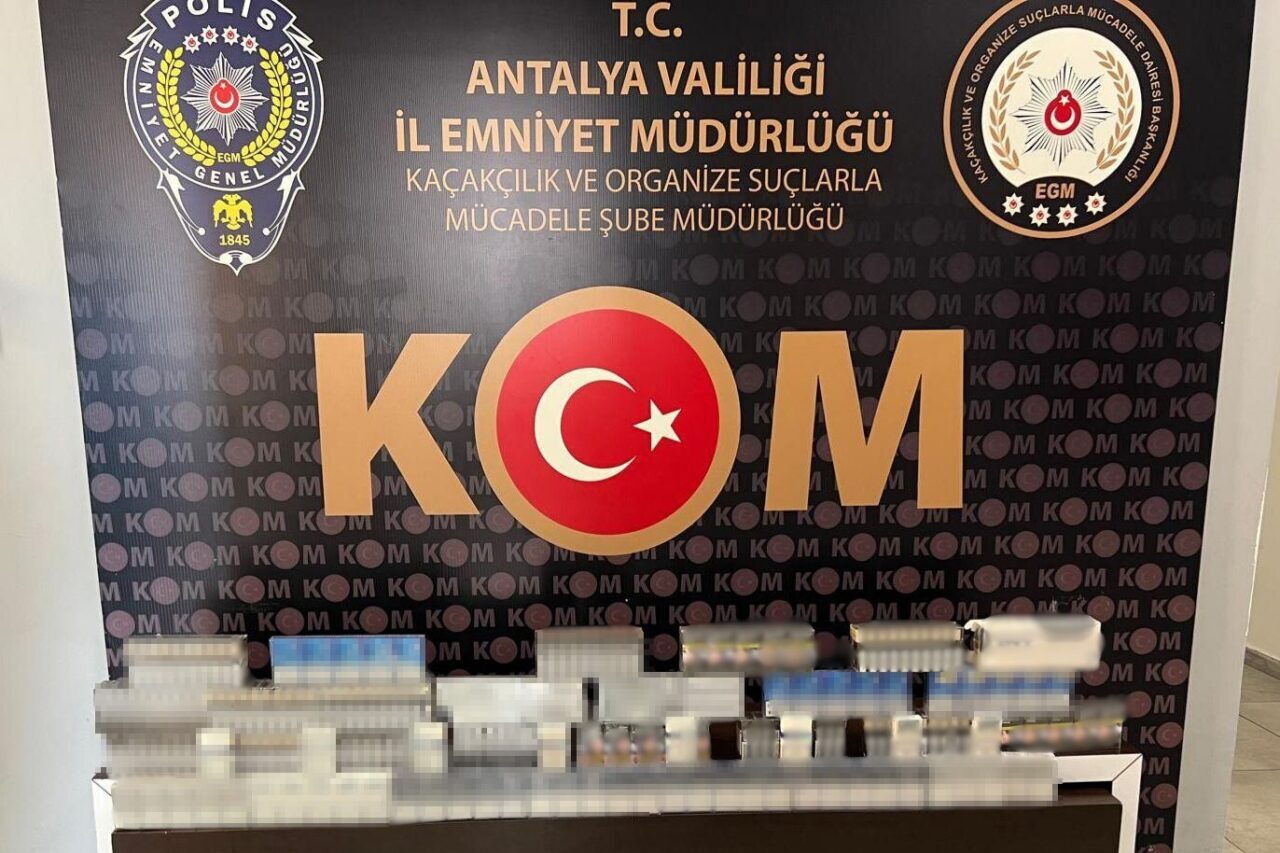 POLİS
EMNİYET GENEL MÜDÜRLÜĞÜ
EGM
1845
T.C.
ANTALYA VALİLİĞİ
İL EMNİYET MÜDÜRLÜĞÜ
KAÇAKÇILIK VE ORGANİZE SUÇLARLA
MÜCADELE ŞUBE MÜDÜRLÜĞÜ
KAÇAKÇILIK VE ORGANİZE SUÇLARLA MÜCADELE DAİRESİ BAŞKANLIĞI
EGM
KOM